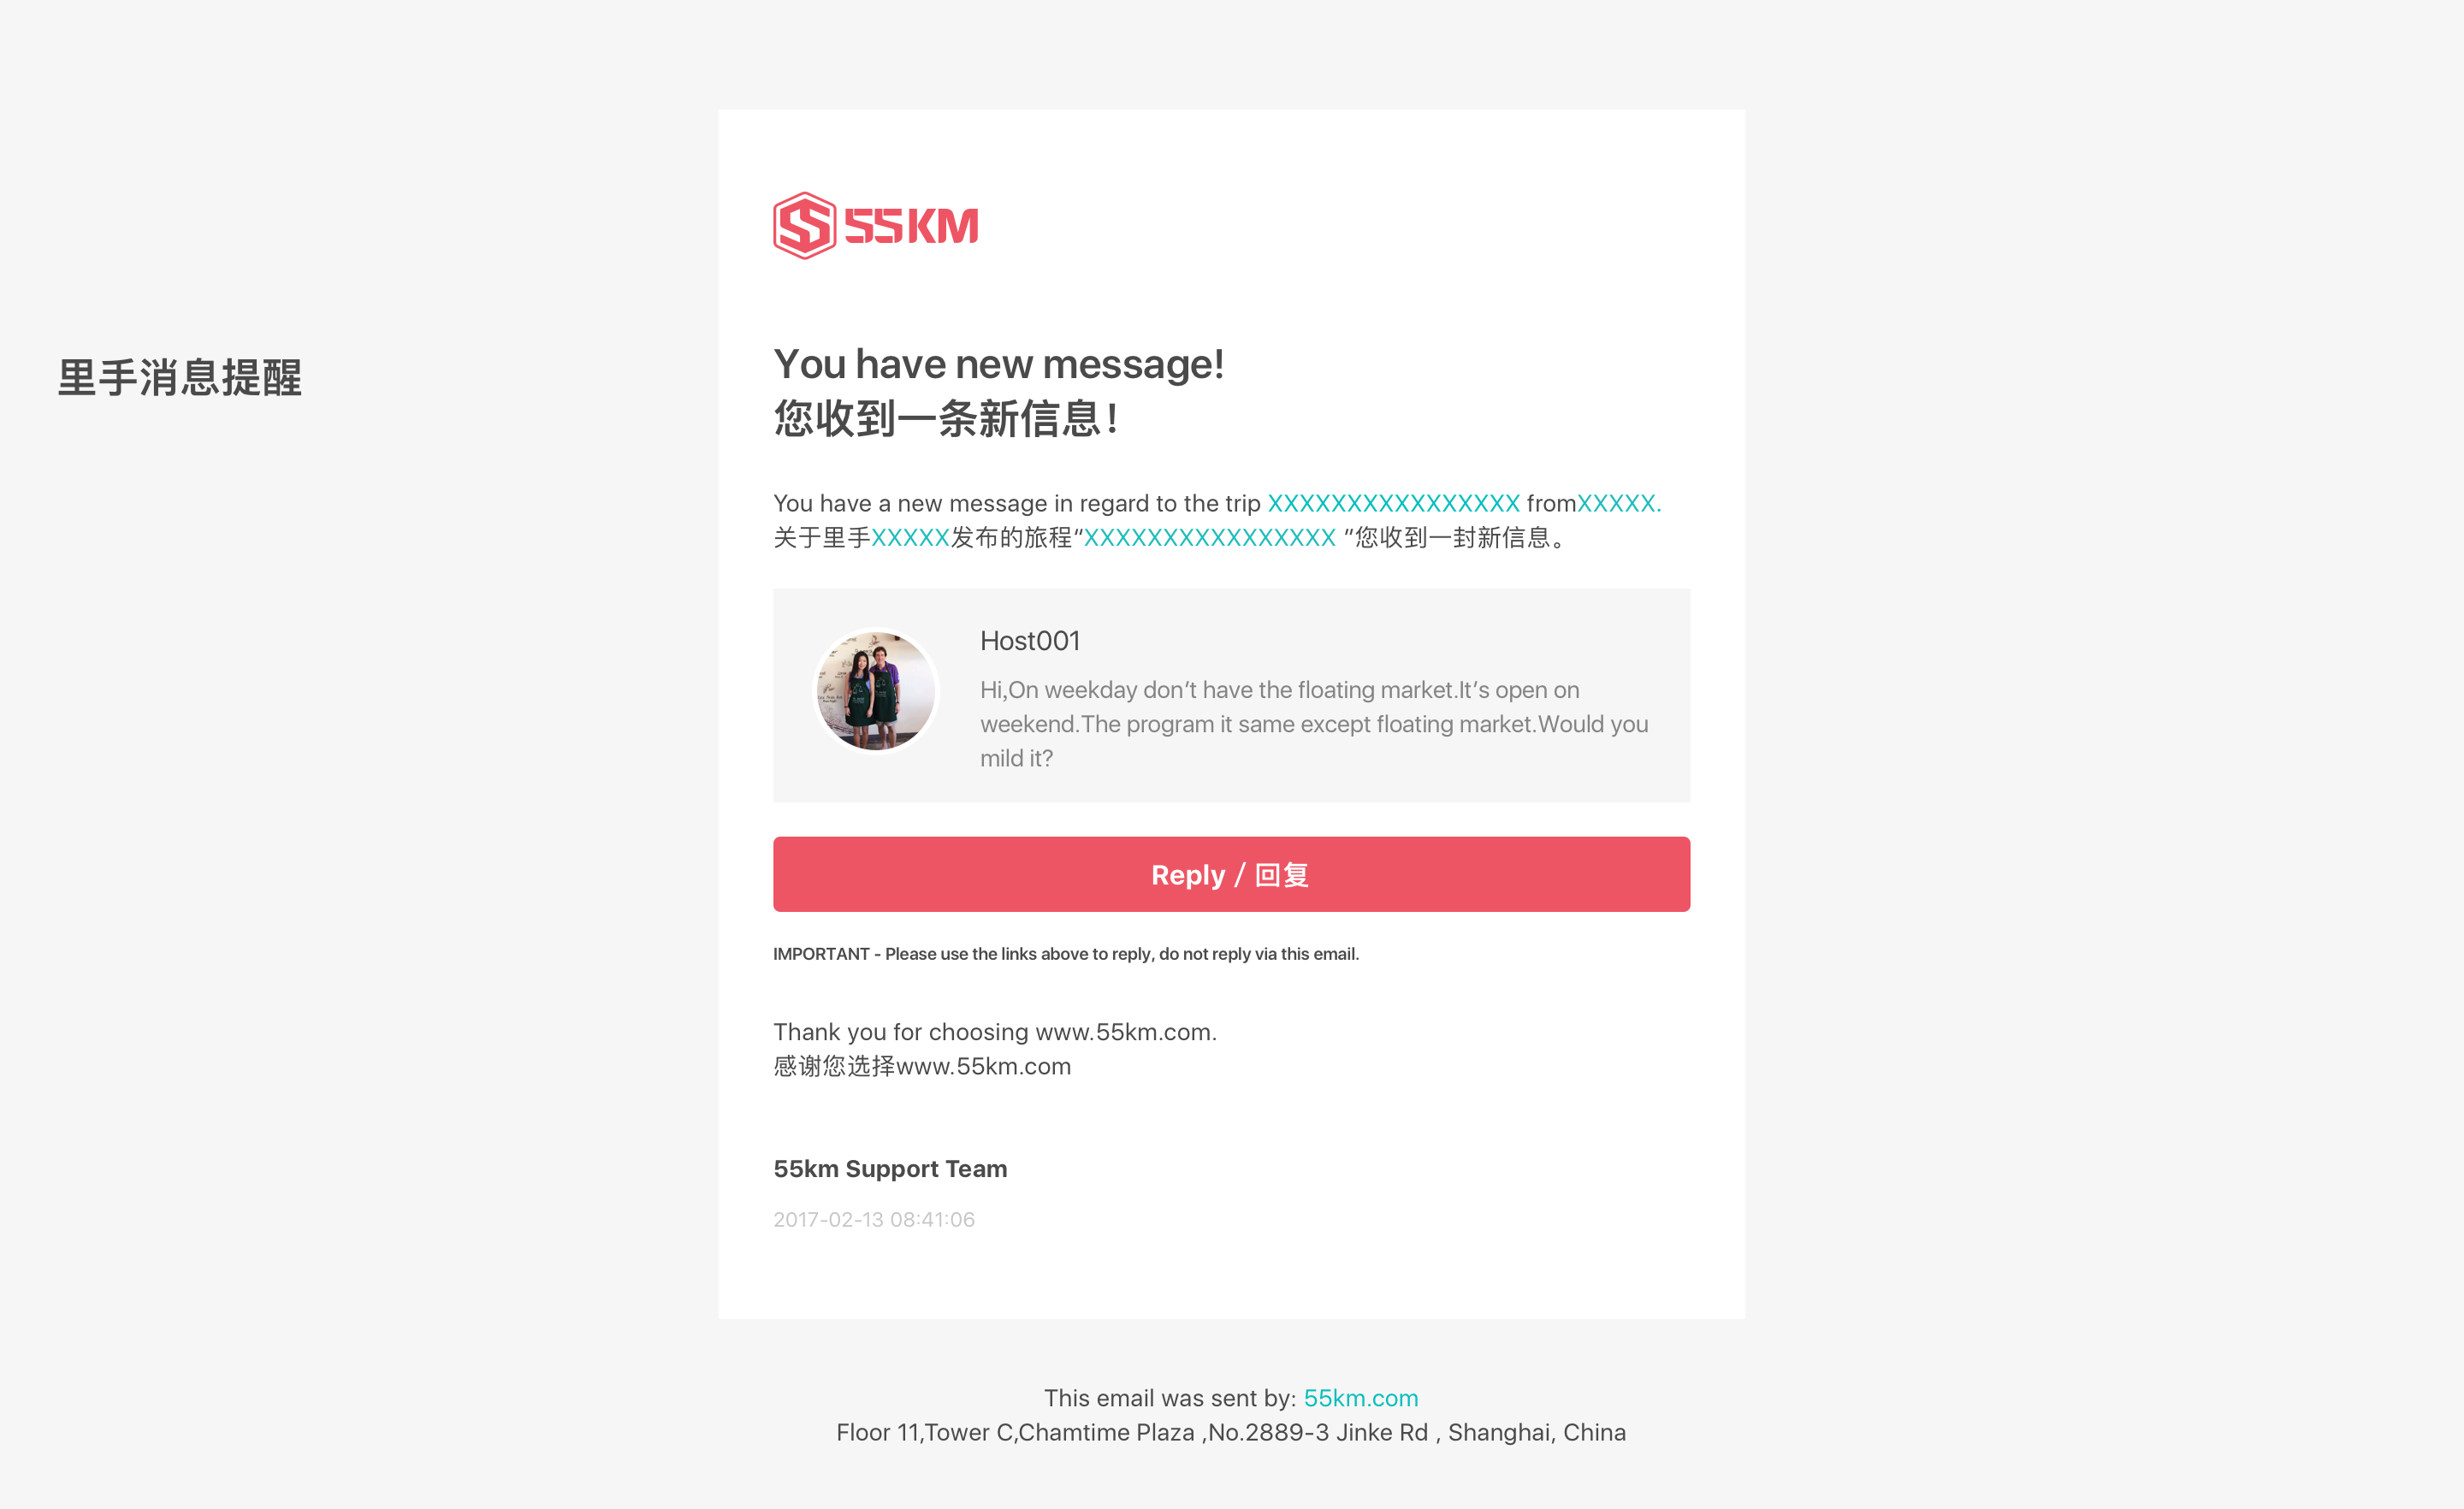 里手消息提醒
55KM
You have new message!
您收到一条新信息！
You have a new message in regard to the trip XXXXXXXXXXXXXXXX fromXXXXX.
关于里手XXXXX发布的旅程“XXXXXXXXXXXXXXXX ”您收到一封新信息。
Host001
Hi,On weekday don’t have the floating market.It’s open on
weekend.The program it same except floating market.Would you
mild it?
Reply / 回复
IMPORTANT - Please use the links above to reply, do not reply via this email.
Thank you for choosing www.55km.com.
感谢您选择www.55km.com
55km Support Team
2017-02-13 08:41:06
This email was sent by: 55km.com
Floor 11,Tower C,Chamtime Plaza ,No.2889-3 Jinke Rd , Shanghai, China